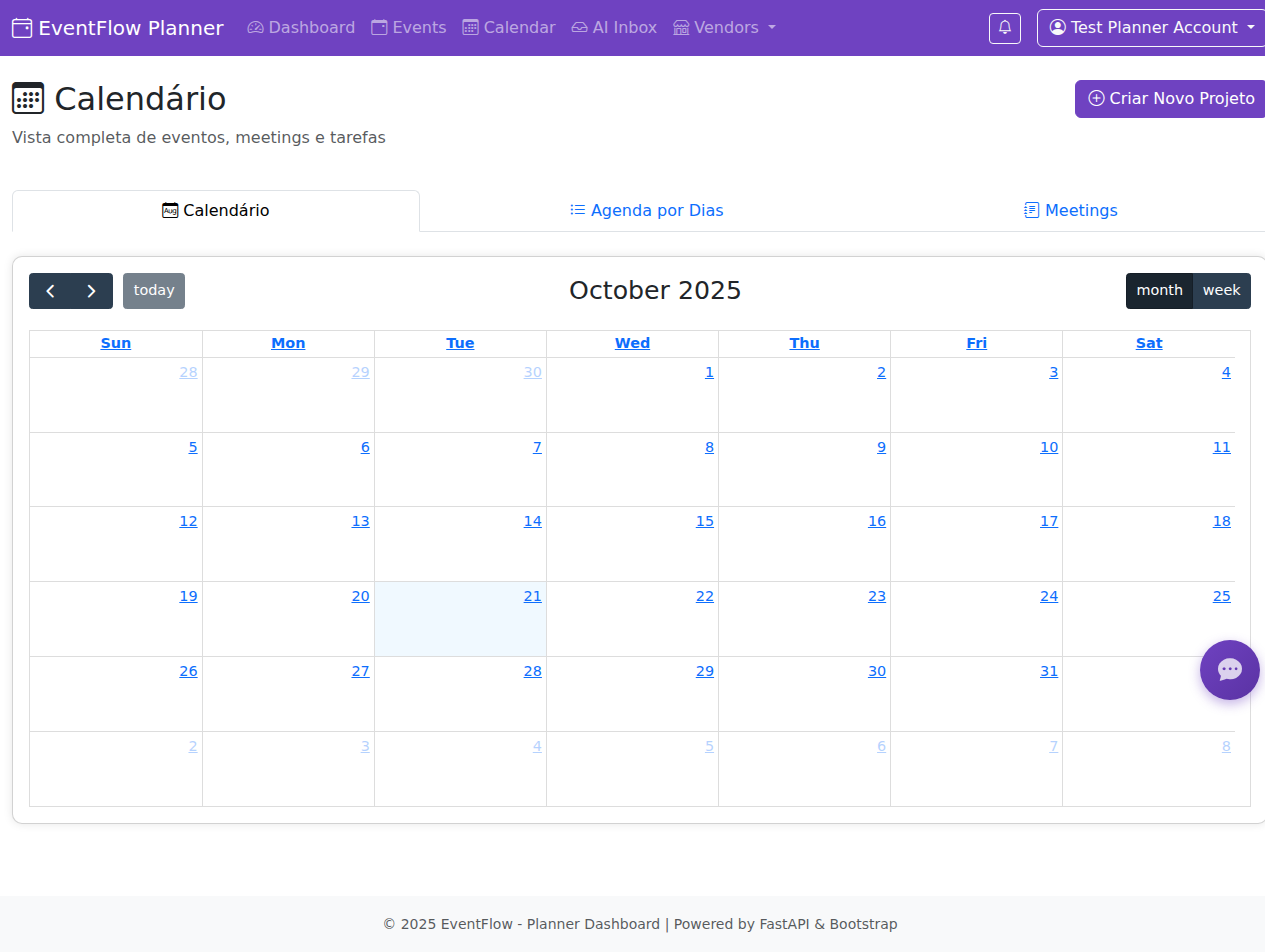 EventFlow Planner Dashboard Events Calendar AI Inbox Vendors Test Planner Account
Calendário Criar Novo Projeto
Vista completa de eventos, meetings e tarefas
Aug Calendário Agenda por Dias Meetings
today October 2025 month week
Sun Mon Tue Wed Thu Fri Sat
28 29 30 1 2 3 4
5 6 7 8 9 10 11
12 13 14 15 16 17 18
19 20 21 22 23 24 25
26 27 28 29 30 31
2 3 4 5 6 7 8
© 2025 EventFlow - Planner Dashboard | Powered by FastAPI & Bootstrap